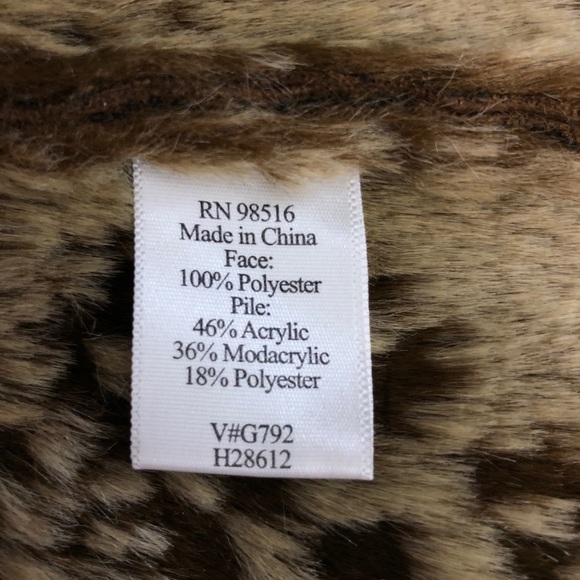 RN 98516
Made in China
Face:
100% Polyester
Pile:
46% Acrylic
36% Modacrylic
18% Polyester
V#G792
H28612